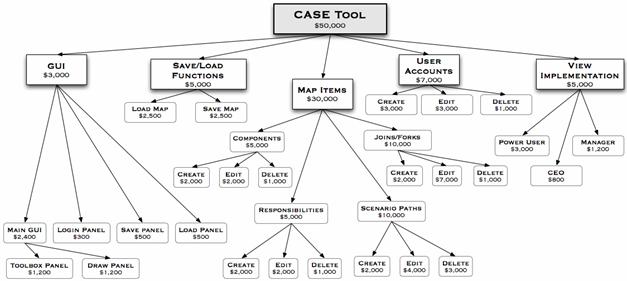 CASE Tool
$50,000
GUI
$3,000
Save/Load
Functions
$5,000
Map Items
$30,000
User
Accounts
$7,000
View
Implementation
$5,000
Load Map
$2,500
Save Map
$2,500
Create
$3,000
Edit
$3,000
Delete
$1,000
Components
$5,000
Joins/Forks
$10,000
Power User
$3,000
Manager
$1,200
CEO
$800
Create
$2,000
Edit
$2,000
Delete
$1,000
Create
$2,000
Edit
$7,000
Delete
$1,000
Responsibilities
$5,000
Scenario Paths
$10,000
Main GUI
$2,400
Login Panel
$300
Save panel
$500
Load Panel
$500
Toolbox Panel
$1,200
Draw Panel
$1,200
Create
$2,000
Edit
$2,000
Delete
$1,000
Create
$2,000
Edit
$4,000
Delete
$3,000